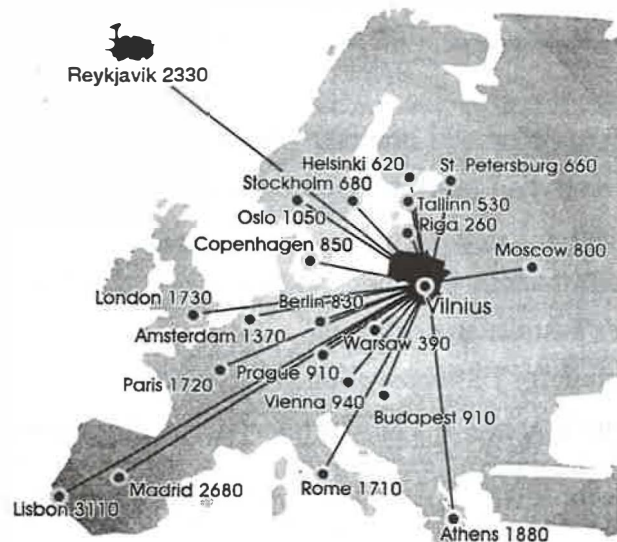 Reykjavik 2330
Helsinki 620
St. Petersburg 660
Stockholm 680
Tallinn 530
Oslo 1050
Riga 260
Copenhagen 850
Moscow 800
London 1730
Berlin 830
Vilnius
Amsterdam 1370
Warsaw 390
Prague 910
Paris 1720
Vienna 940
Budapest 910
Madrid 2680
Rome 1710
Lisbon 3110
Athens 1880